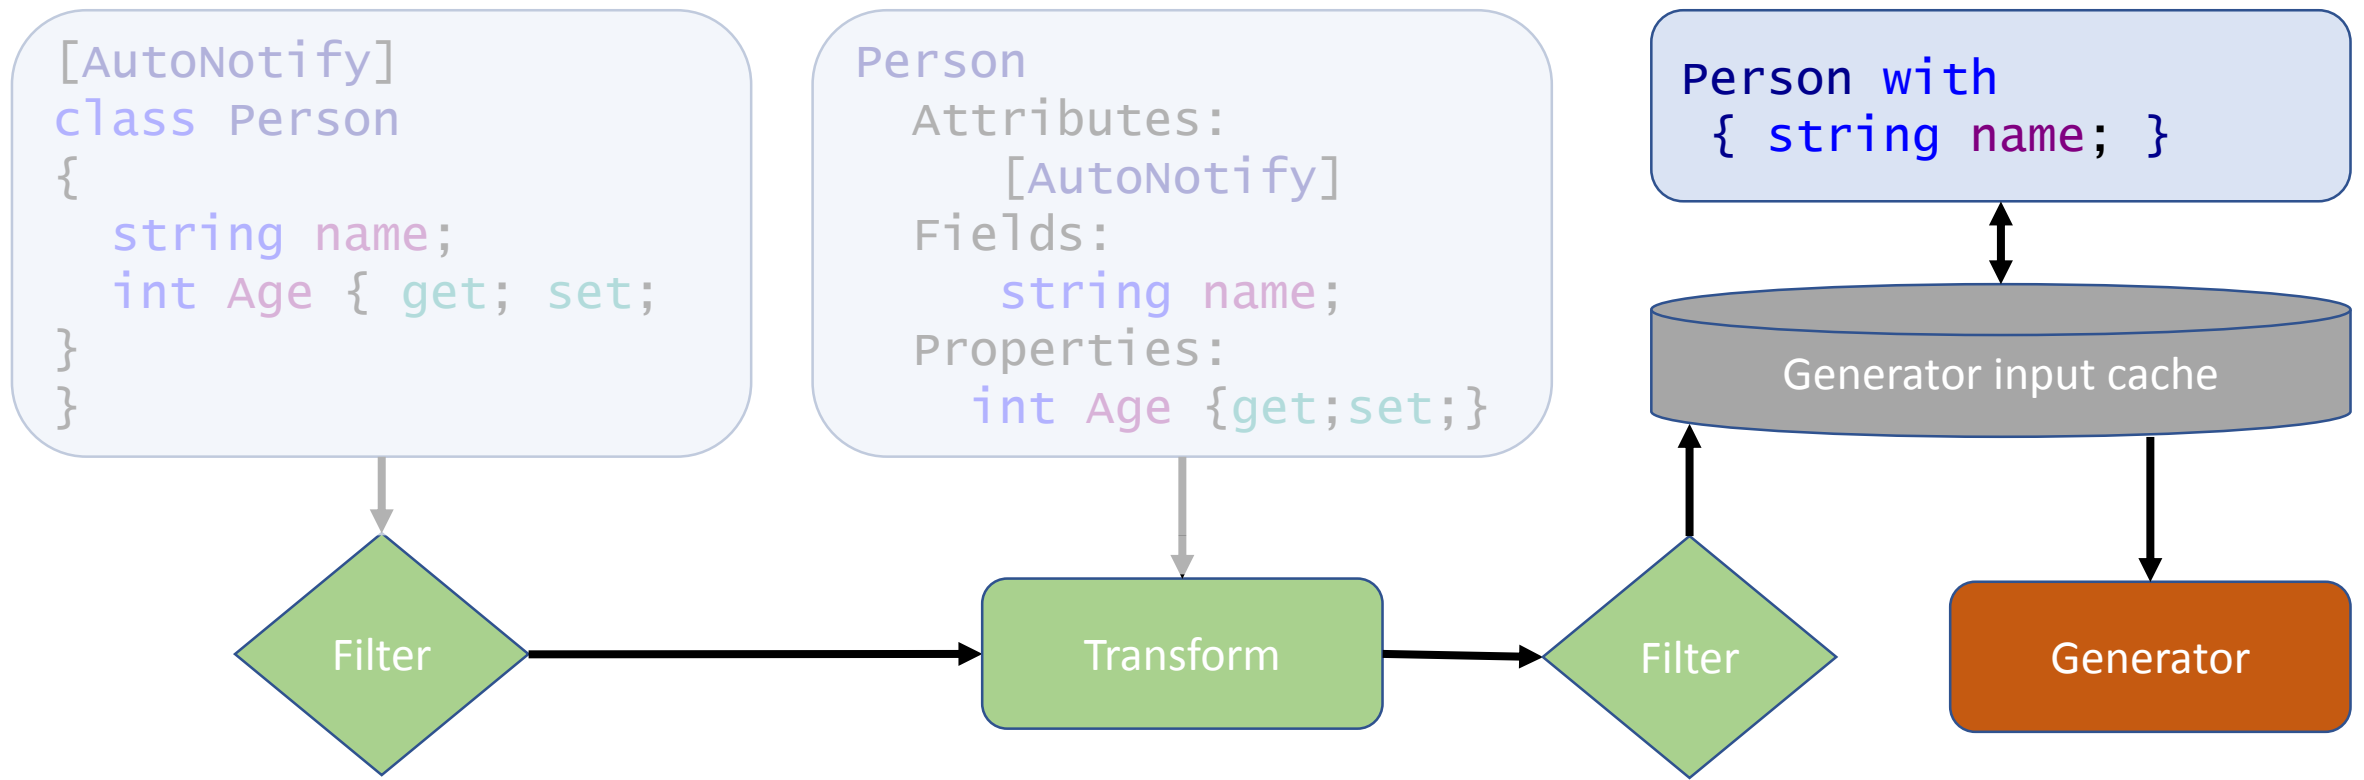 [AutoNotify]
class Person
{
  string name;
  int Age { get; set;
}
}
Person
  Attributes:
     [AutoNotify]
  Fields:
     string name;
  Properties:
    int Age {get;set;}
Person with
 { string name; }
Generator input cache
Filter
Transform
Filter
Generator